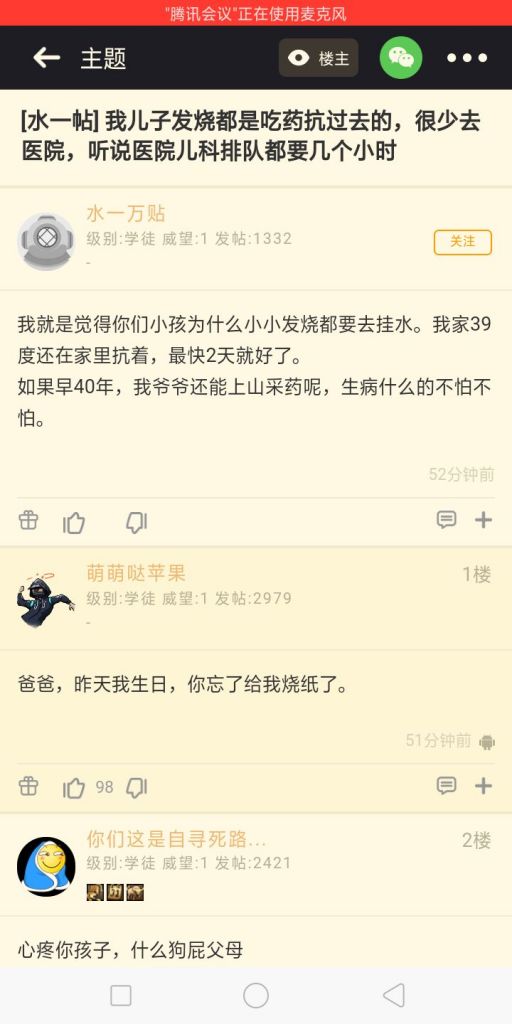 "腾讯会议"正在使用麦克风
主题
楼主
[水一帖] 我儿子发烧都是吃药抗过去的，很少去
医院，听说医院儿科排队都要几个小时
水一万贴
级别:学徒 威望:1 发帖:1332
关注
-
我就是觉得你们小孩为什么小小发烧都要去挂水。我家39
度还在家里抗着，最快2天就好了。
如果早40年，我爷爷还能上山采药呢，生病什么的不怕不
怕。
52分钟前
萌萌哒苹果
1楼
级别:学徒 威望:1 发帖:2979
-
爸爸，昨天我生日，你忘了给我烧纸了。
51分钟前
98
你们这是自寻死路...
2楼
级别:学徒 威望:1 发帖:2421
心疼你孩子，什么狗屁父母